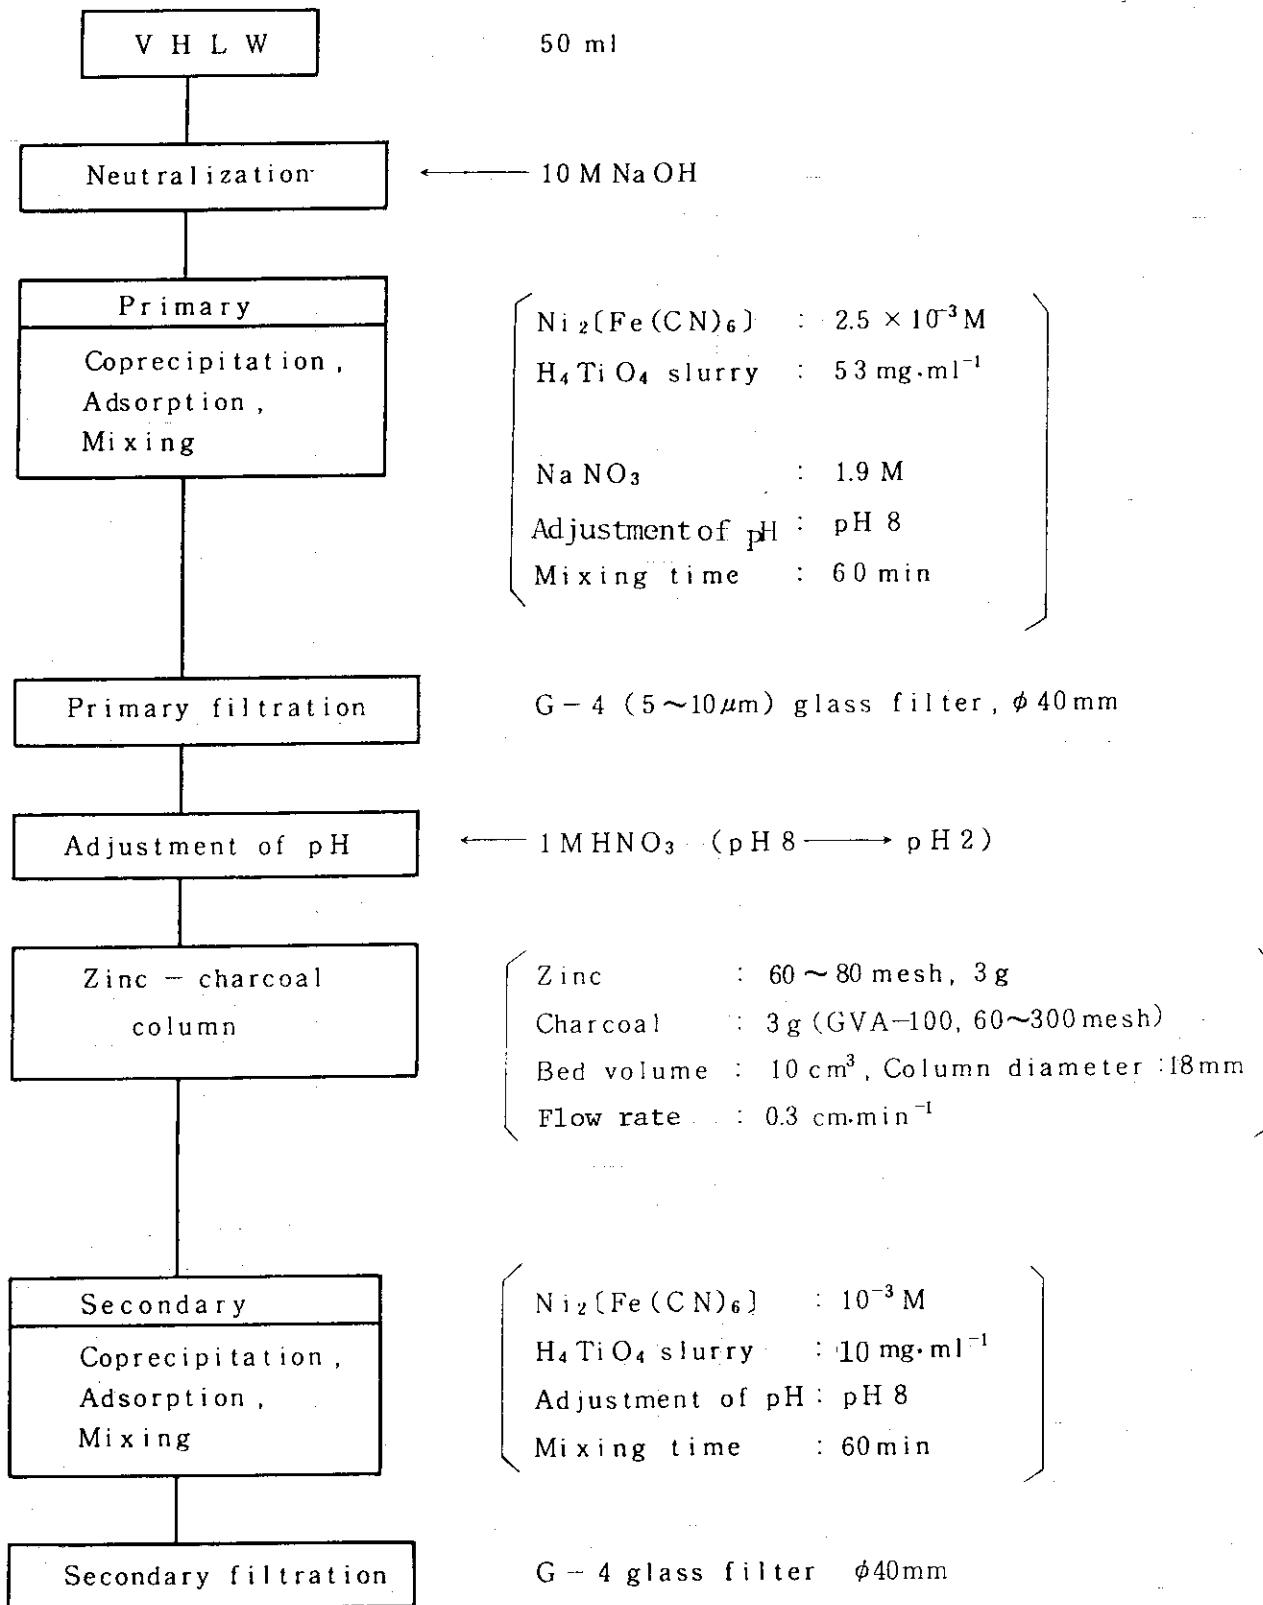 VHLW 50 ml
Neutralization ← 10 M NaOH
Primary
Coprecipitation,
Adsorption,
Mixing
Ni₂[Fe(CN)₆] : 2.5 × 10⁻³ M
H₄TiO₄ slurry : 53 mg·ml⁻¹
NaNO₃ : 1.9 M
Adjustment of pH : pH 8
Mixing time : 60 min
Primary filtration G-4 (5~10μm) glass filter, φ 40mm
Adjustment of pH ← 1 M HNO₃ (pH 8 → pH 2)
Zinc - charcoal
column
Zinc : 60 ~ 80 mesh, 3 g
Charcoal : 3 g (GVA-100, 60~300 mesh)
Bed volume : 10 cm³, Column diameter : 18mm
Flow rate : 0.3 cm·min⁻¹
Secondary
Coprecipitation,
Adsorption,
Mixing
Ni₂[Fe(CN)₆] : 10⁻³ M
H₄TiO₄ slurry : 10 mg·ml⁻¹
Adjustment of pH : pH 8
Mixing time : 60 min
Secondary filtration G-4 glass filter φ40mm